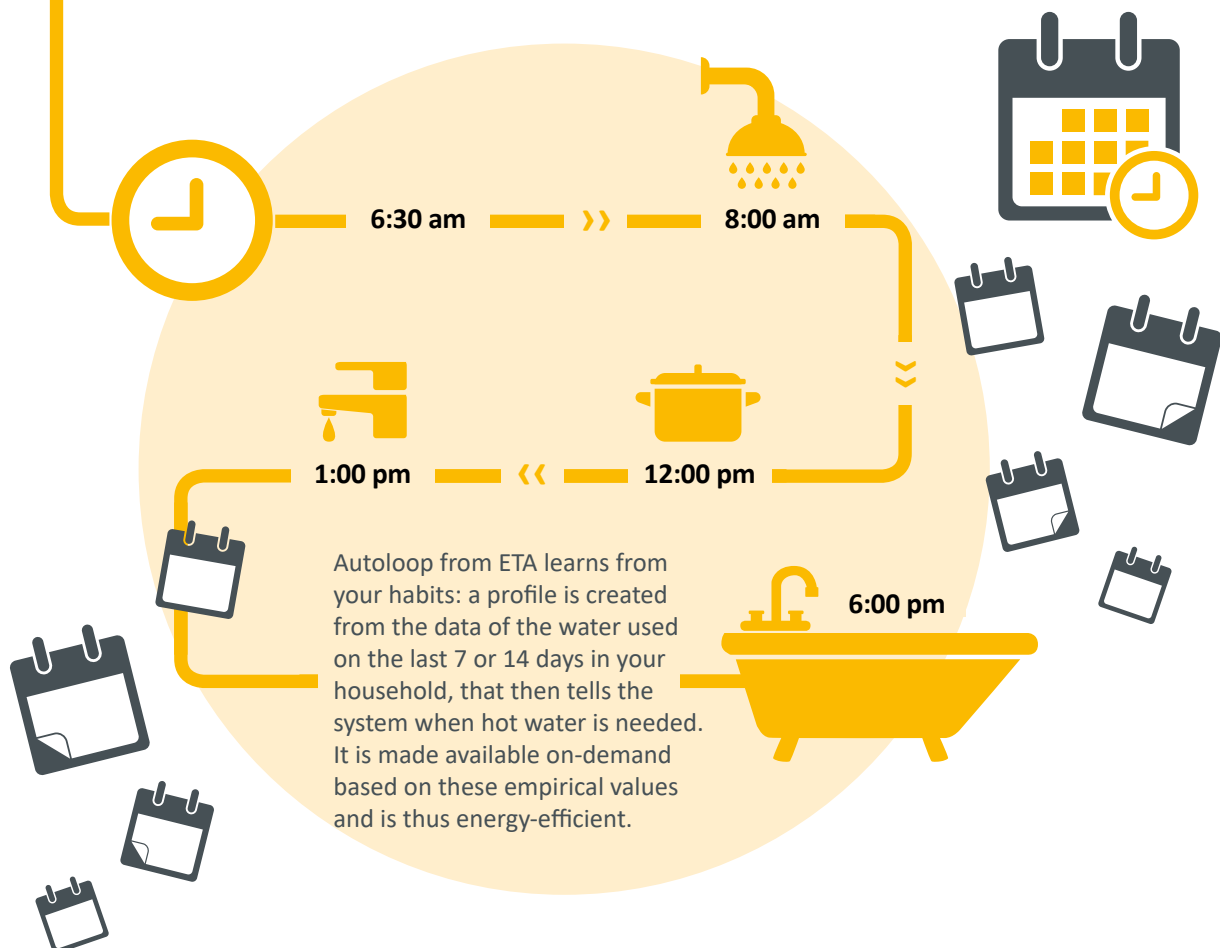 6:30 am
8:00 am
1:00 pm
12:00 pm
Autoloop from ETA learns from
your habits: a profile is created
from the data of the water used
on the last 7 or 14 days in your
household, that then tells the
system when hot water is needed.
It is made available on-demand
based on these empirical values
and is thus energy-efficient.
6:00 pm